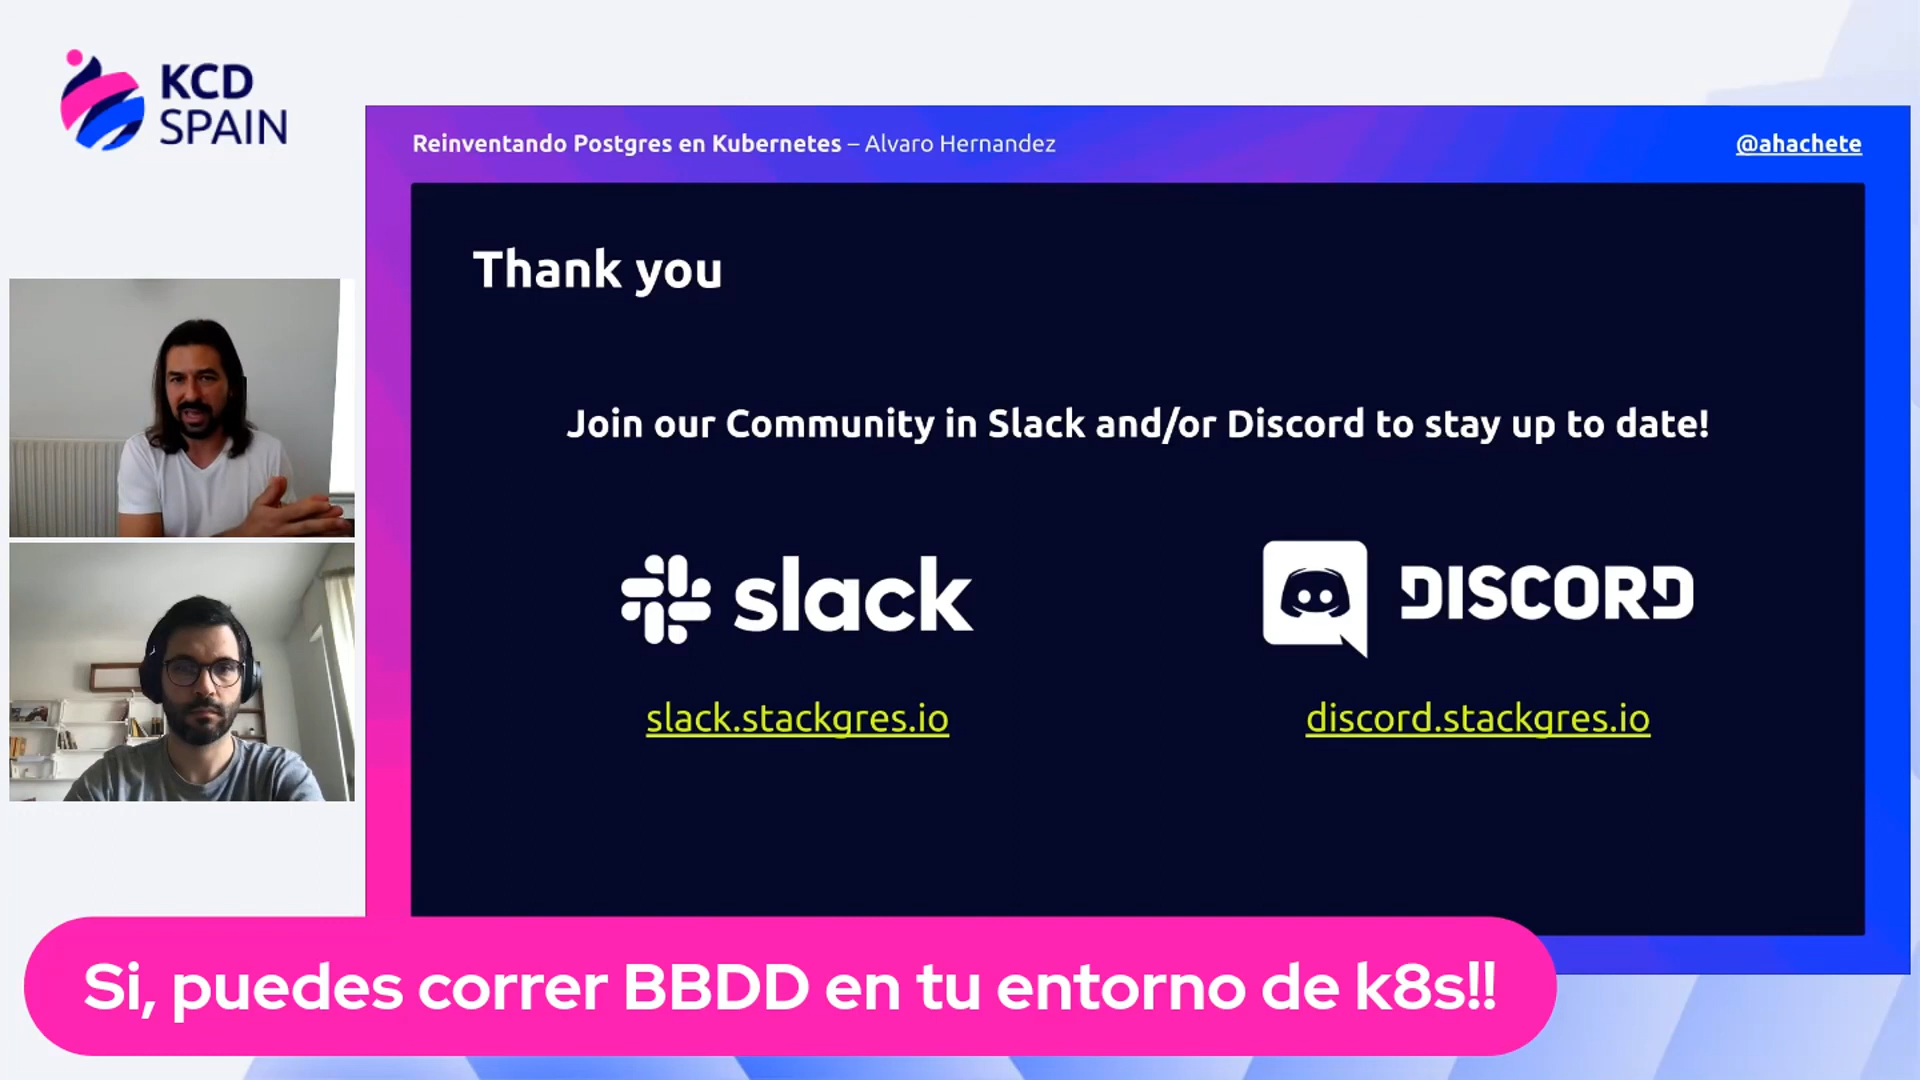 KCD
SPAIN
Reinventando Postgres en Kubernetes – Alvaro Hernandez
@ahachete
Thank you
Join our Community in Slack and/or Discord to stay up to date!
slack
DISCORD
slack.stackgres.io
discord.stackgres.io
Si, puedes correr BBDD en tu entorno de k8s!!